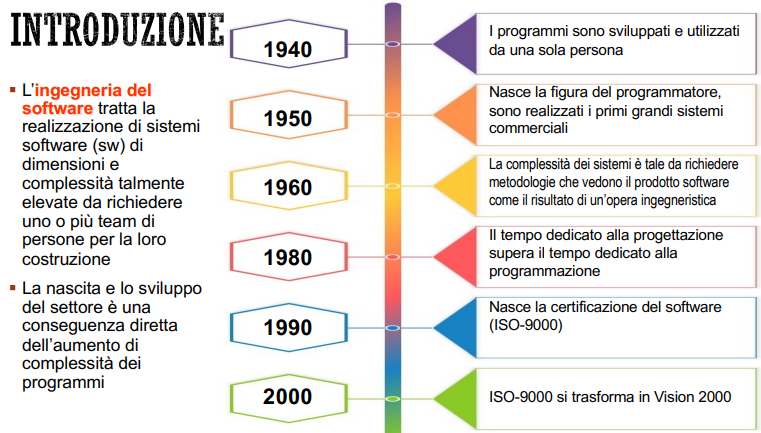 INTRODUZIONE
▪ L'ingegneria del
software tratta la
realizzazione di sistemi
software (sw) di
dimensioni e
complessità talmente
elevate da richiedere
uno o più team di
persone per la loro
costruzione
▪ La nascita e lo sviluppo
del settore è una
conseguenza diretta
dell'aumento di
complessità dei
programmi
1940
I programmi sono sviluppati e utilizzati
da una sola persona
1950
Nasce la figura del programmatore,
sono realizzati i primi grandi sistemi
commerciali
1960
La complessità dei sistemi è tale da richiedere
metodologie che vedono il prodotto software
come il risultato di un'opera ingegneristica
1980
Il tempo dedicato alla progettazione
supera il tempo dedicato alla
programmazione
1990
Nasce la certificazione del software
(ISO-9000)
2000
ISO-9000 si trasforma in Vision 2000